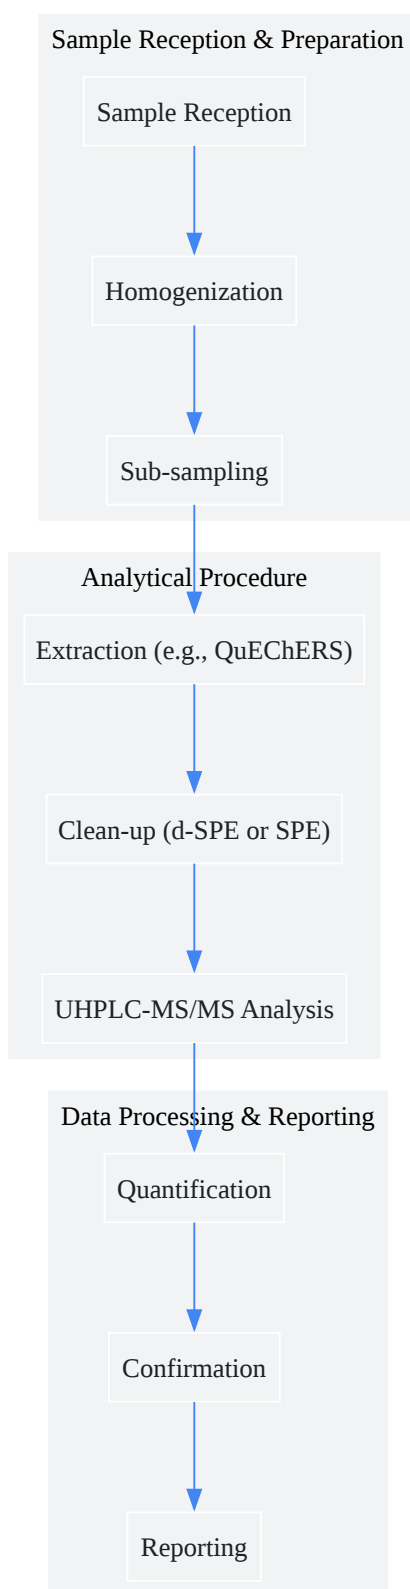 Sample Reception & Preparation
Sample Reception
Homogenization
Sub-sampling
Analytical Procedure
Extraction (e.g., QuEChERS)
Clean-up (d-SPE or SPE)
UHPLC-MS/MS Analysis
Data Processing & Reporting
Quantification
Confirmation
Reporting